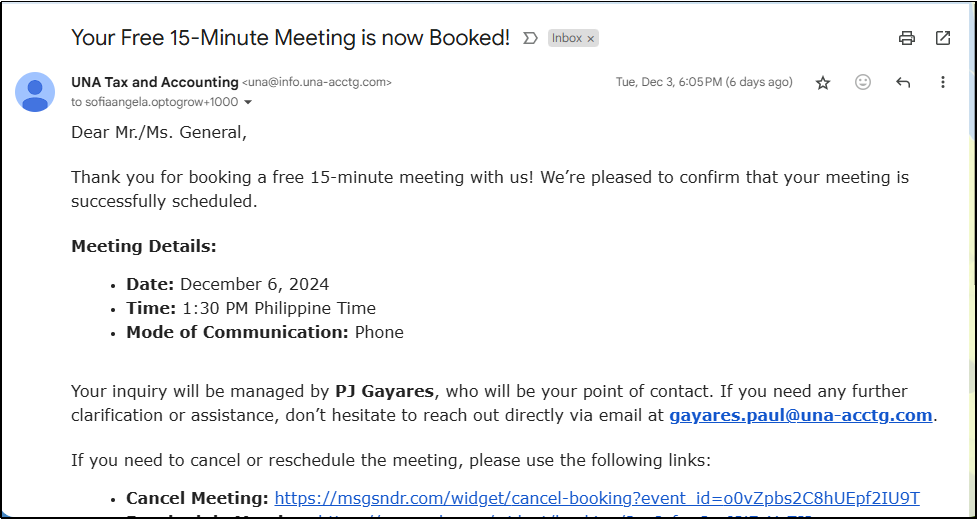 Your Free 15-Minute Meeting is now Booked! Inbox ×
UNA Tax and Accounting <una@info.una-acctg.com> Tue, Dec 3, 6:05 PM (6 days ago)
to sofiaangela.optogrow+1000
Dear Mr./Ms. General,
Thank you for booking a free 15-minute meeting with us! We’re pleased to confirm that your meeting is
successfully scheduled.
Meeting Details:
• Date: December 6, 2024
• Time: 1:30 PM Philippine Time
• Mode of Communication: Phone
Your inquiry will be managed by PJ Gayares, who will be your point of contact. If you need any further
clarification or assistance, don’t hesitate to reach out directly via email at gayares.paul@una-acctg.com.
If you need to cancel or reschedule the meeting, please use the following links:
• Cancel Meeting: https://msgsndr.com/widget/cancel-booking?event_id=o0vZpbs2C8hUEpf2IU9T